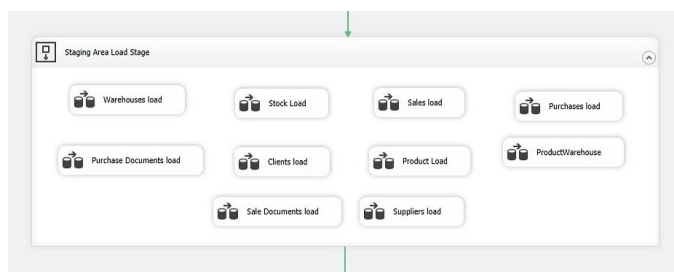 Staging Area Load Stage
Warehouses load
Stock Load
Sales load
Purchases load
Purchase Documents load
Clients load
Product Load
ProductWarehouse
Sale Documents load
Suppliers load